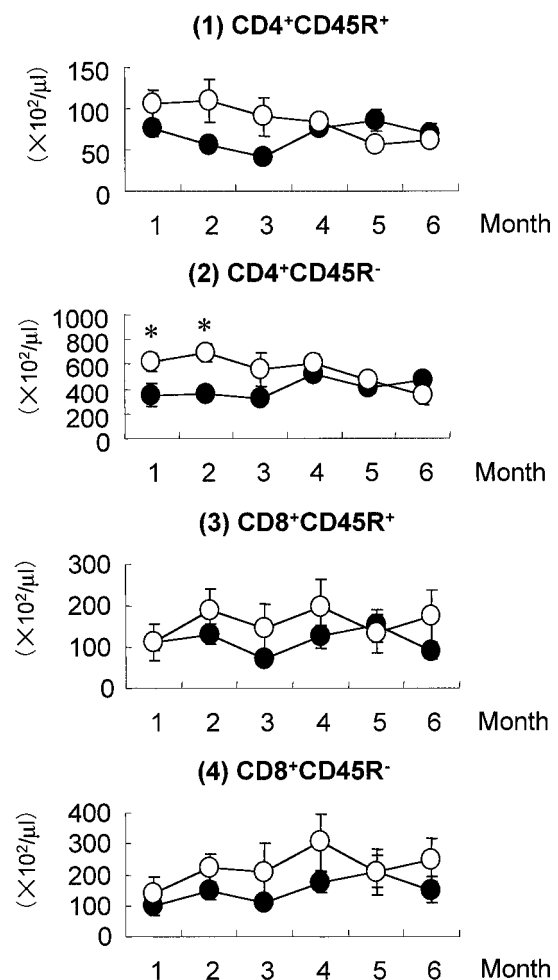 (1) CD4⁺CD45R⁺
150
100
50
0
(×10²/μl)
1 2 3 4 5 6 Month
(2) CD4⁺CD45R⁻
1000
800
600
400
200
0
(×10²/μl)
* *
1 2 3 4 5 6 Month
(3) CD8⁺CD45R⁺
300
200
100
0
(×10²/μl)
1 2 3 4 5 6 Month
(4) CD8⁺CD45R⁻
400
300
200
100
0
(×10²/μl)
1 2 3 4 5 6 Month